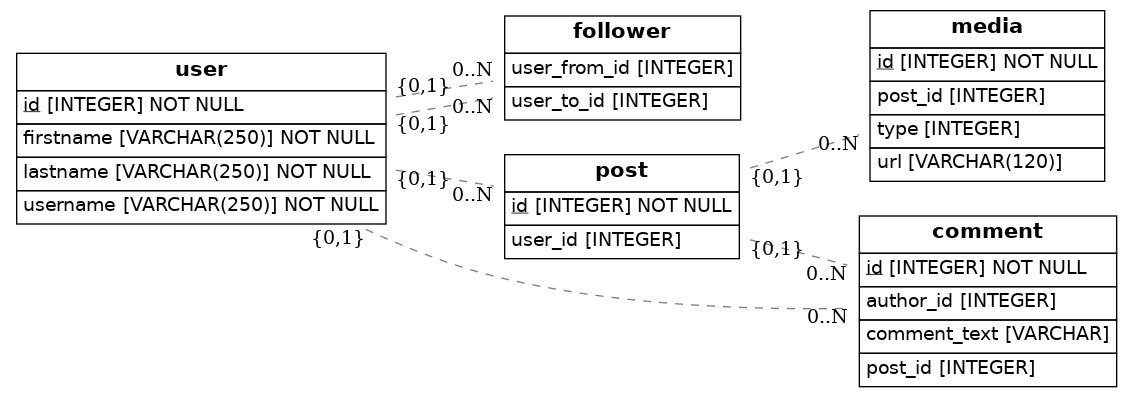 user
id [INTEGER] NOT NULL
firstname [VARCHAR(250)] NOT NULL
lastname [VARCHAR(250)] NOT NULL
username [VARCHAR(250)] NOT NULL
{0,1}
0..N
{0,1}
0..N
{0,1}
0..N
{0,1}
0..N
follower
user_from_id [INTEGER]
user_to_id [INTEGER]
post
id [INTEGER] NOT NULL
user_id [INTEGER]
{0,1}
0..N
{0,1}
0..N
media
id [INTEGER] NOT NULL
post_id [INTEGER]
type [INTEGER]
url [VARCHAR(120)]
comment
id [INTEGER] NOT NULL
author_id [INTEGER]
comment_text [VARCHAR]
post_id [INTEGER]